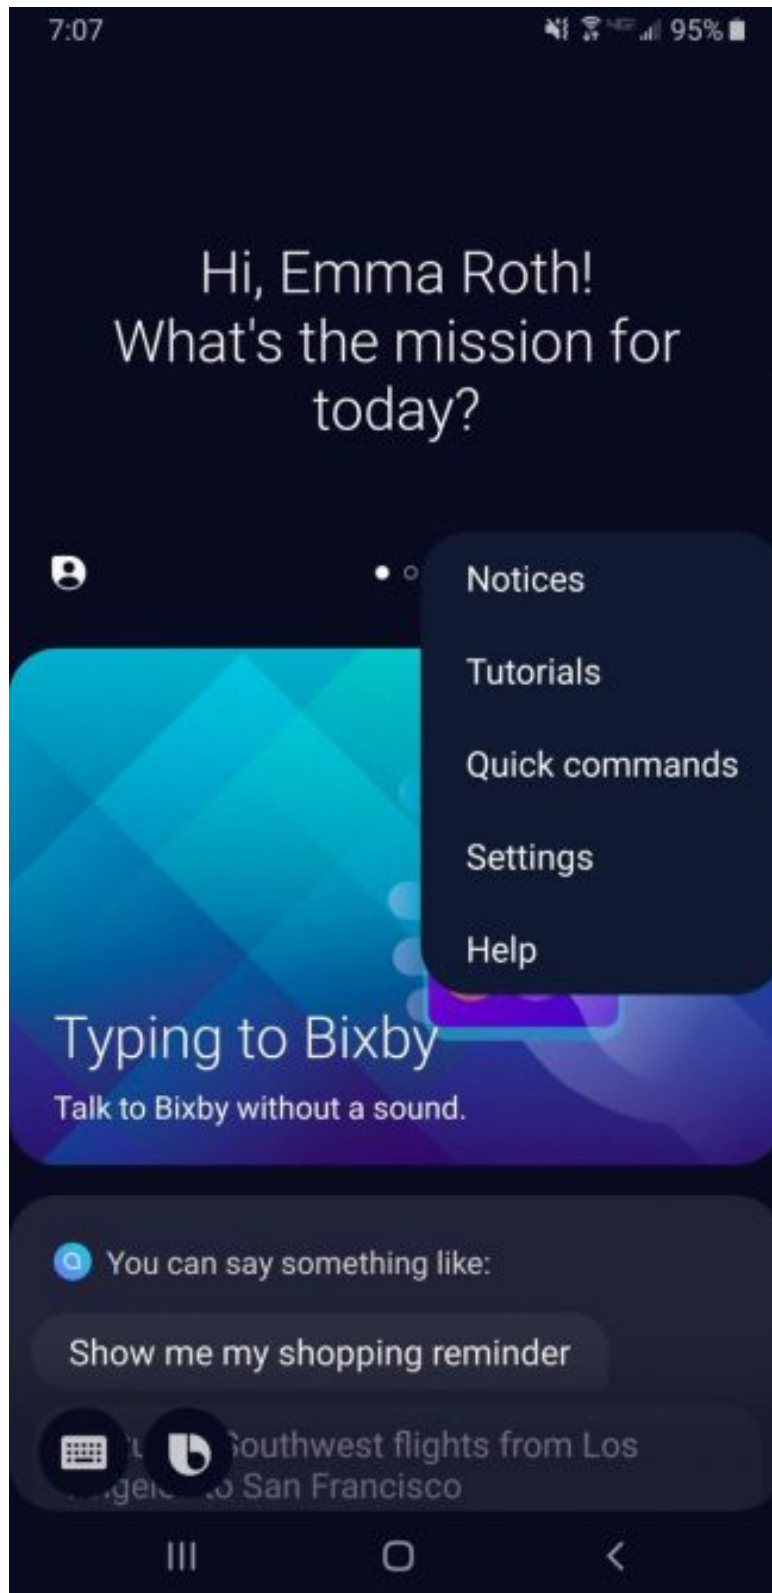 7:07
95%
Hi, Emma Roth!
What's the mission for
today?
Notices
Tutorials
Quick commands
Settings
Help
Typing to Bixby
Talk to Bixby without a sound.
You can say something like:
Show me my shopping reminder
Southwest flights from Los
to San Francisco